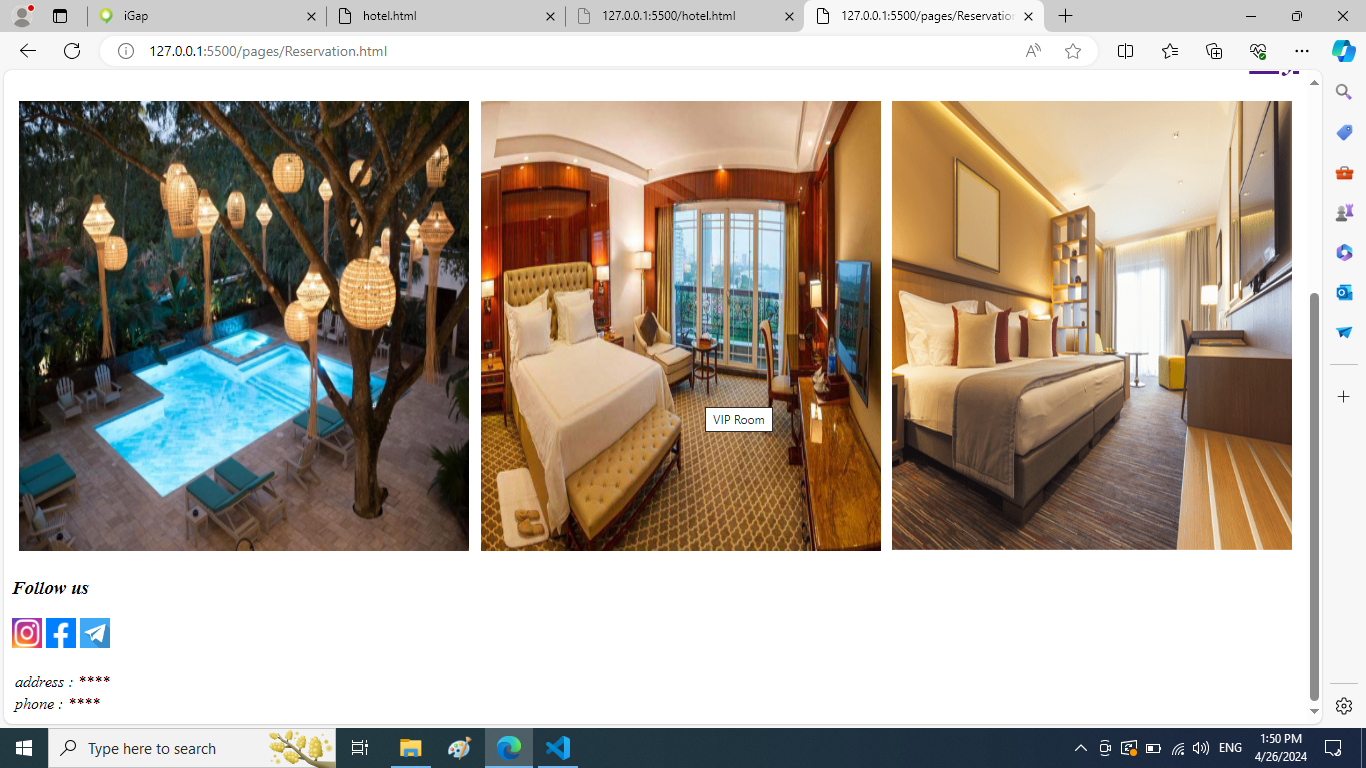 iGap
hotel.html
127.0.0.1:5500/hotel.html
127.0.0.1:5500/pages/Reservation
127.0.0.1:5500/pages/Reservation.html
VIP Room
Follow us
address : ****
phone : ****
Type here to search
ENG
1:50 PM
4/26/2024